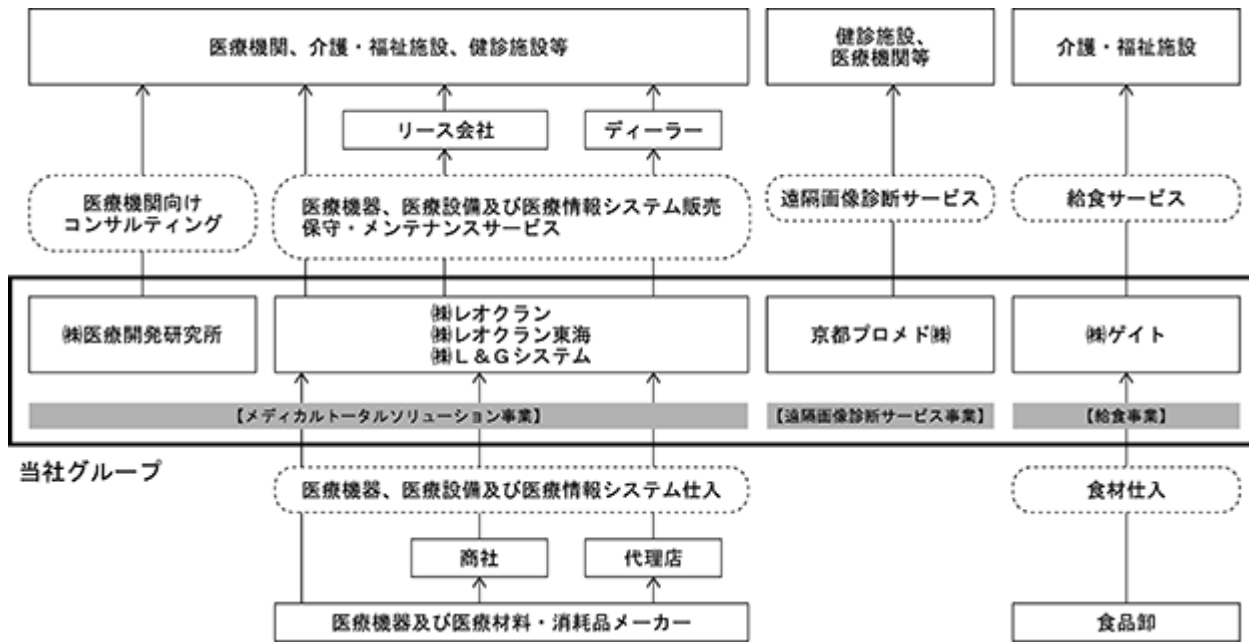 医療機関、介護・福祉施設、健診施設等
健診施設、
医療機関等
介護・福祉施設
リース会社
ディーラー
医療機関向け
コンサルティング
医療機器、医療設備及び医療情報システム販売
保守・メンテナンスサービス
遠隔画像診断サービス
給食サービス
㈱医療開発研究所
㈱レオクラン
㈱レオクラン東海
㈱L＆Gシステム
京都プロメド㈱
㈱ゲイト
【メディカルトータルソリューション事業】
【遠隔画像診断サービス事業】
【給食事業】
当社グループ
医療機器、医療設備及び医療情報システム仕入
食材仕入
商社
代理店
医療機器及び医療材料・消耗品メーカー
食品卸